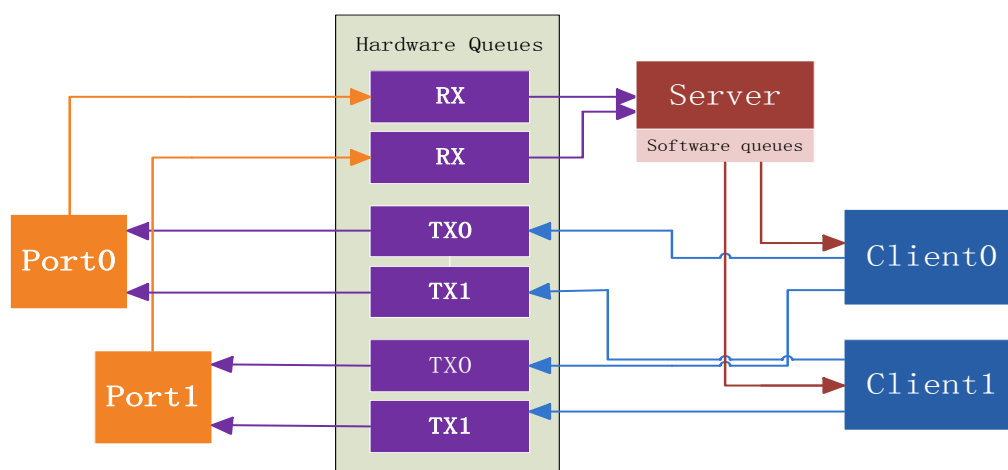 Hardware Queues
RX
RX
TX0
TX1
TX0
TX1
Server
Software queues
Port0
Port1
Client0
Client1